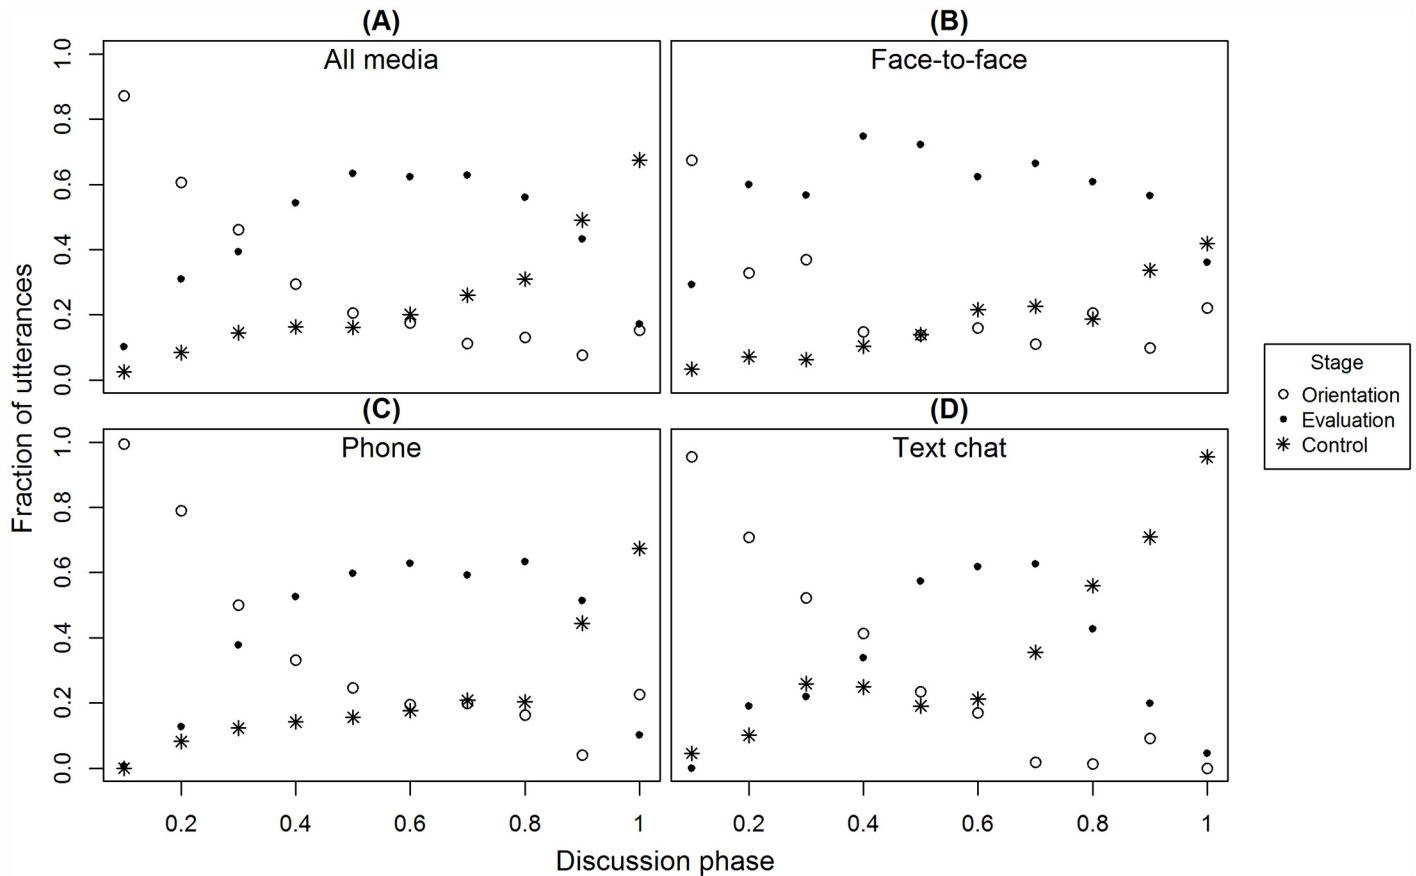 (A)
All media
(B)
Face-to-face
1.0
0.8
0.6
0.4
0.2
0.0
(C)
Phone
(D)
Text chat
1.0
0.8
0.6
0.4
0.2
0.0
Fraction of utterances
0.2 0.4 0.6 0.8 1
0.2 0.4 0.6 0.8 1
Discussion phase
Stage
Orientation
Evaluation
Control